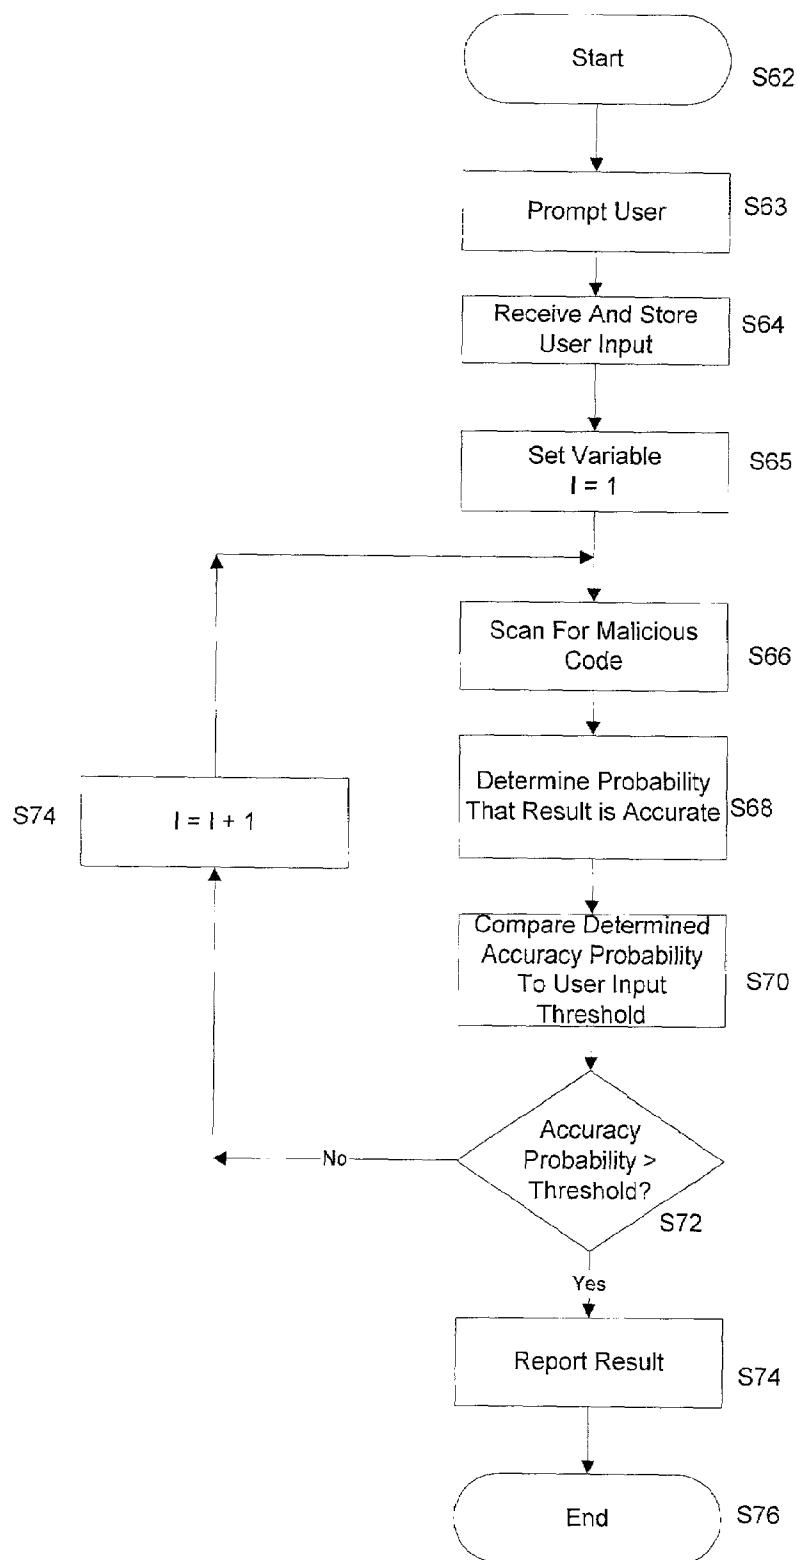 Start
S62
Prompt User
S63
Receive And Store
User Input
S64
Set Variable
I = 1
S65
Scan For Malicious
Code
S66
Determine Probability
That Result is Accurate
S68
S74
I = I + 1
Compare Determined
Accuracy Probability
To User Input
Threshold
S70
Accuracy
Probability >
Threshold?
S72
No
Yes
Report Result
S74
End
S76